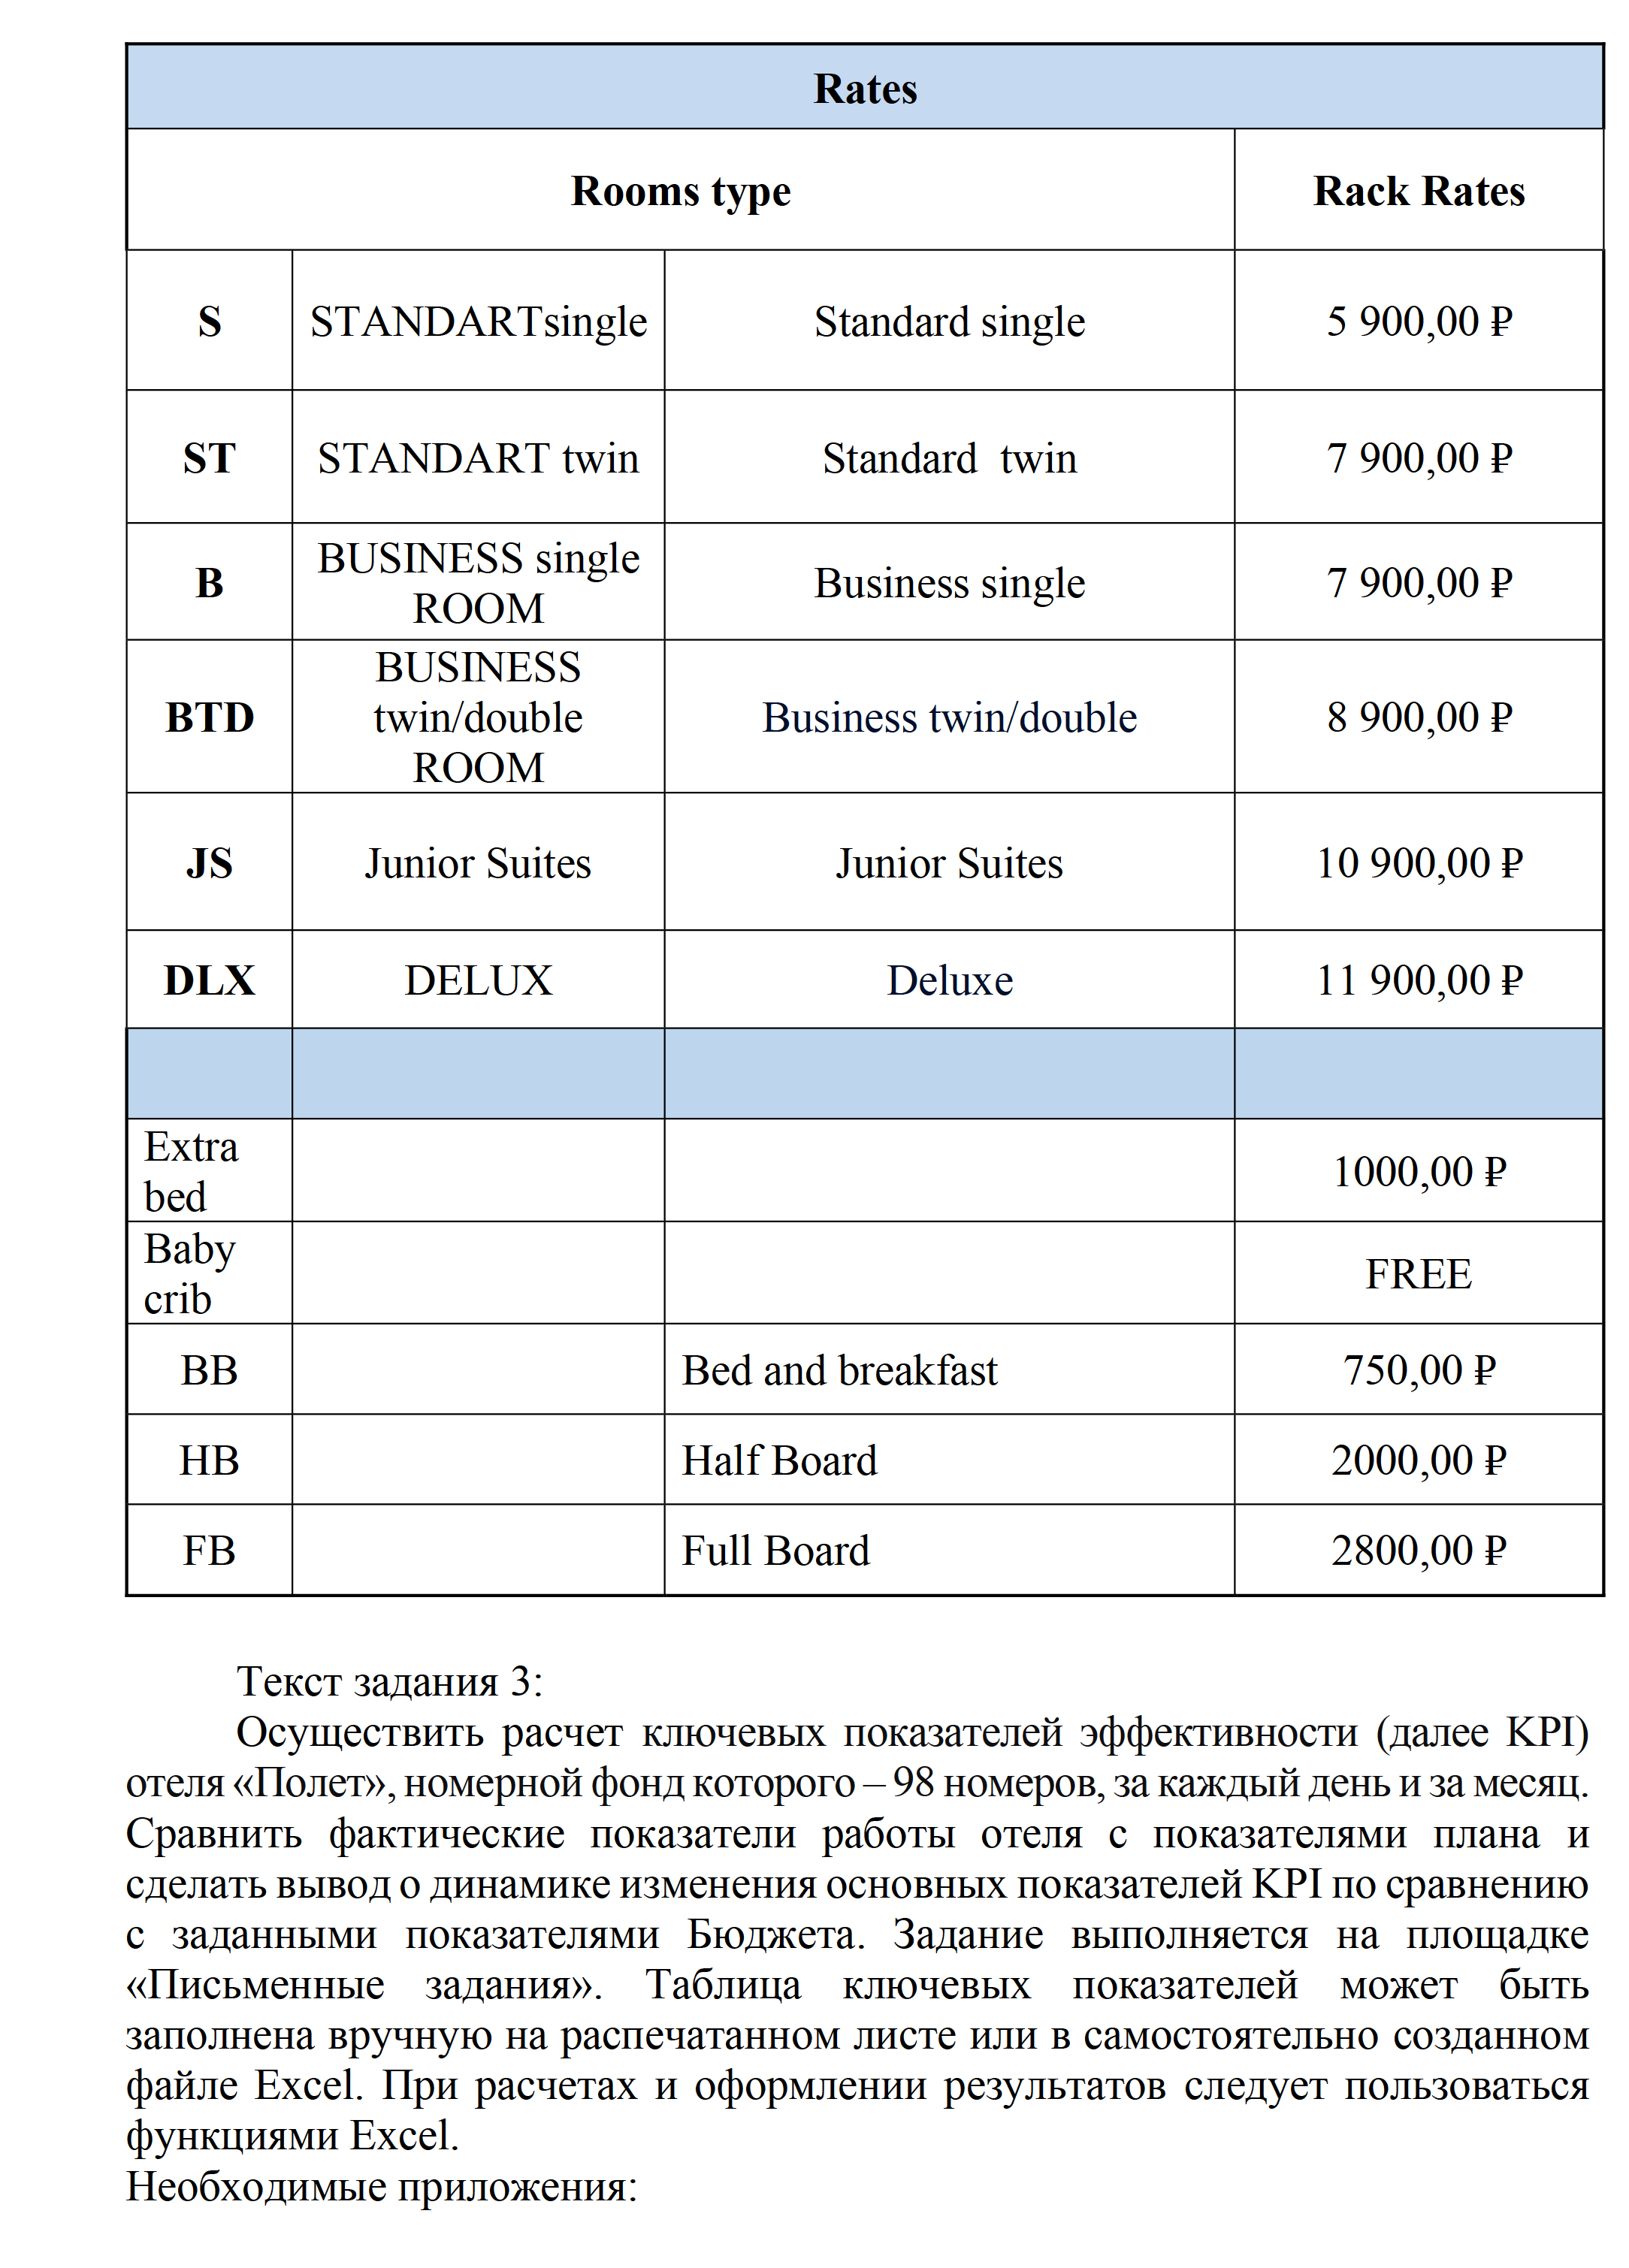 Rates
Rooms type Rack Rates
S STANDARTsingle Standard single 5 900,00 ₽
ST STANDART twin Standard twin 7 900,00 ₽
B BUSINESS single ROOM Business single 7 900,00 ₽
BTD BUSINESS twin/double ROOM Business twin/double 8 900,00 ₽
JS Junior Suites Junior Suites 10 900,00 ₽
DLX DELUX Deluxe 11 900,00 ₽
Extra bed 1000,00 ₽
Baby crib FREE
BB Bed and breakfast 750,00 ₽
HB Half Board 2000,00 ₽
FB Full Board 2800,00 ₽
Текст задания 3:
Осуществить расчет ключевых показателей эффективности (далее KPI)
отеля «Полет», номерной фонд которого – 98 номеров, за каждый день и за месяц.
Сравнить фактические показатели работы отеля с показателями плана и
сделать вывод о динамике изменения основных показателей KPI по сравнению
с заданными показателями Бюджета. Задание выполняется на площадке
«Письменные задания». Таблица ключевых показателей может быть
заполнена вручную на распечатанном листе или в самостоятельно созданном
файле Excel. При расчетах и оформлении результатов следует пользоваться
функциями Excel.
Необходимые приложения: